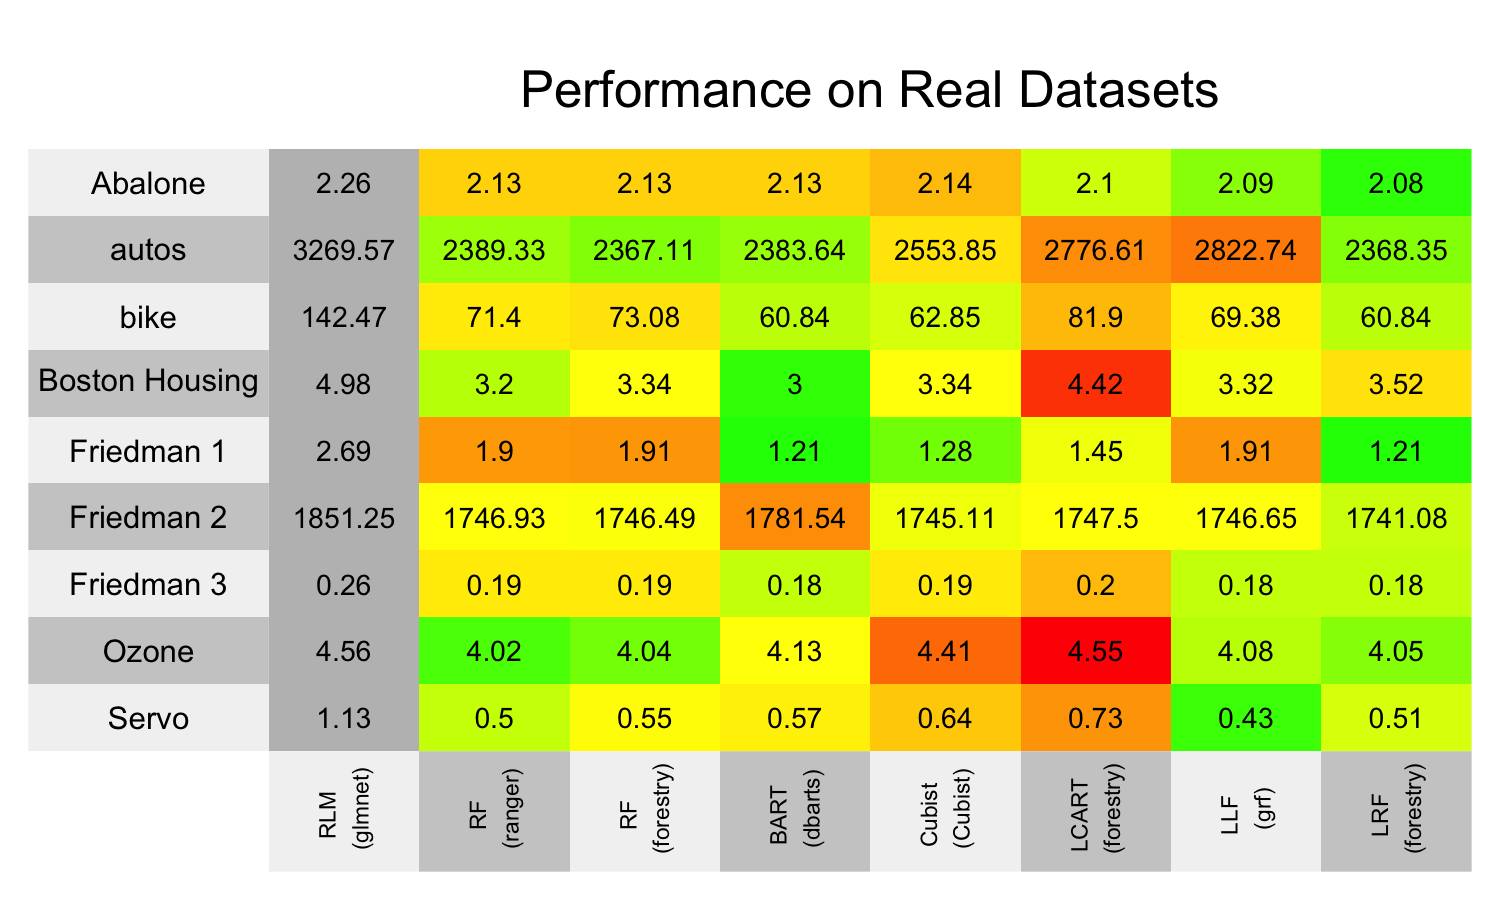 Performance on Real Datasets
Abalone 2.26 2.13 2.13 2.13 2.14 2.1 2.09 2.08
autos 3269.57 2389.33 2367.11 2383.64 2553.85 2776.61 2822.74 2368.35
bike 142.47 71.4 73.08 60.84 62.85 81.9 69.38 60.84
Boston Housing 4.98 3.2 3.34 3 3.34 4.42 3.32 3.52
Friedman 1 2.69 1.9 1.91 1.21 1.28 1.45 1.91 1.21
Friedman 2 1851.25 1746.93 1746.49 1781.54 1745.11 1747.5 1746.65 1741.08
Friedman 3 0.26 0.19 0.19 0.18 0.19 0.2 0.18 0.18
Ozone 4.56 4.02 4.04 4.13 4.41 4.55 4.08 4.05
Servo 1.13 0.5 0.55 0.57 0.64 0.73 0.43 0.51
RLM
(glmnet)
RF
(ranger)
RF
(forestry)
BART
(dbarts)
Cubist
(Cubist)
LCART
(forestry)
LLF
(grf)
LRF
(forestry)